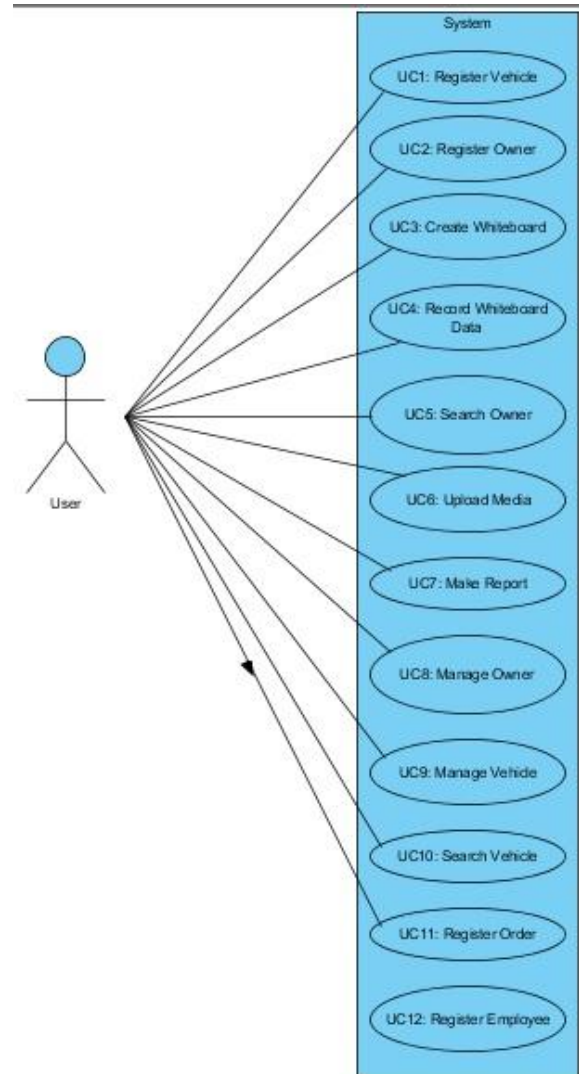 System
UC1: Register Vehicle
UC2: Register Owner
UC3: Create Whiteboard
UC4: Record Whiteboard
Data
UC5: Search Owner
UC6: Upload Media
User
UC7: Make Report
UC8: Manage Owner
UC9: Manage Vehicle
UC10: Search Vehicle
UC11: Register Order
UC12: Register Employee